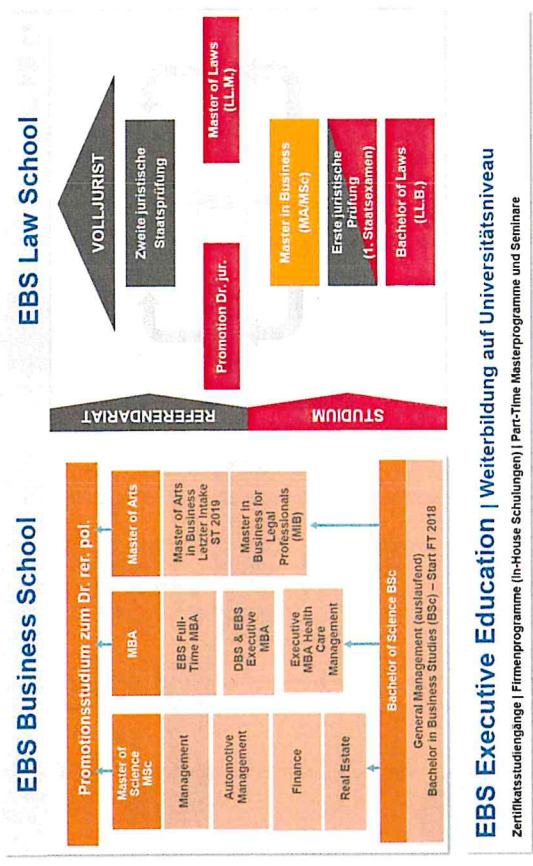 EBS Business School
Promotionsstudium zum Dr. rer. pol.
Master of
Science
MSc
Management
Automotive
Management
Finance
Real Estate
MBA
EBS Full-
Time MBA
DBS & EBS
Executive
MBA
Executive
MBA Health
Care
Management
Master of Arts
Master of Arts
in Business
Letzter Intake
ST 2019
Master in
Business for
Legal
Professionals
(MIB)
Bachelor of Science BSc
General Management (auslaufend)
Bachelor in Business Studies (BSc) – Start FT 2018
EBS Law School
REFERENDARIAT
STUDIUM
VOLLJURIST
Zweite juristische
Staatsprüfung
Promotion Dr. jur.
Master of Laws
(LL.M.)
Master in Business
(MA/MSc)
Erste juristische
Prüfung
(1. Staatsexamen)
Bachelor of Laws
(LL.B.)
EBS Executive Education | Weiterbildung auf Universitätsniveau
Zertifikatsstudiengänge | Firmenprogramme (In-House Schulungen) | Part-Time Masterprogramme und Seminare